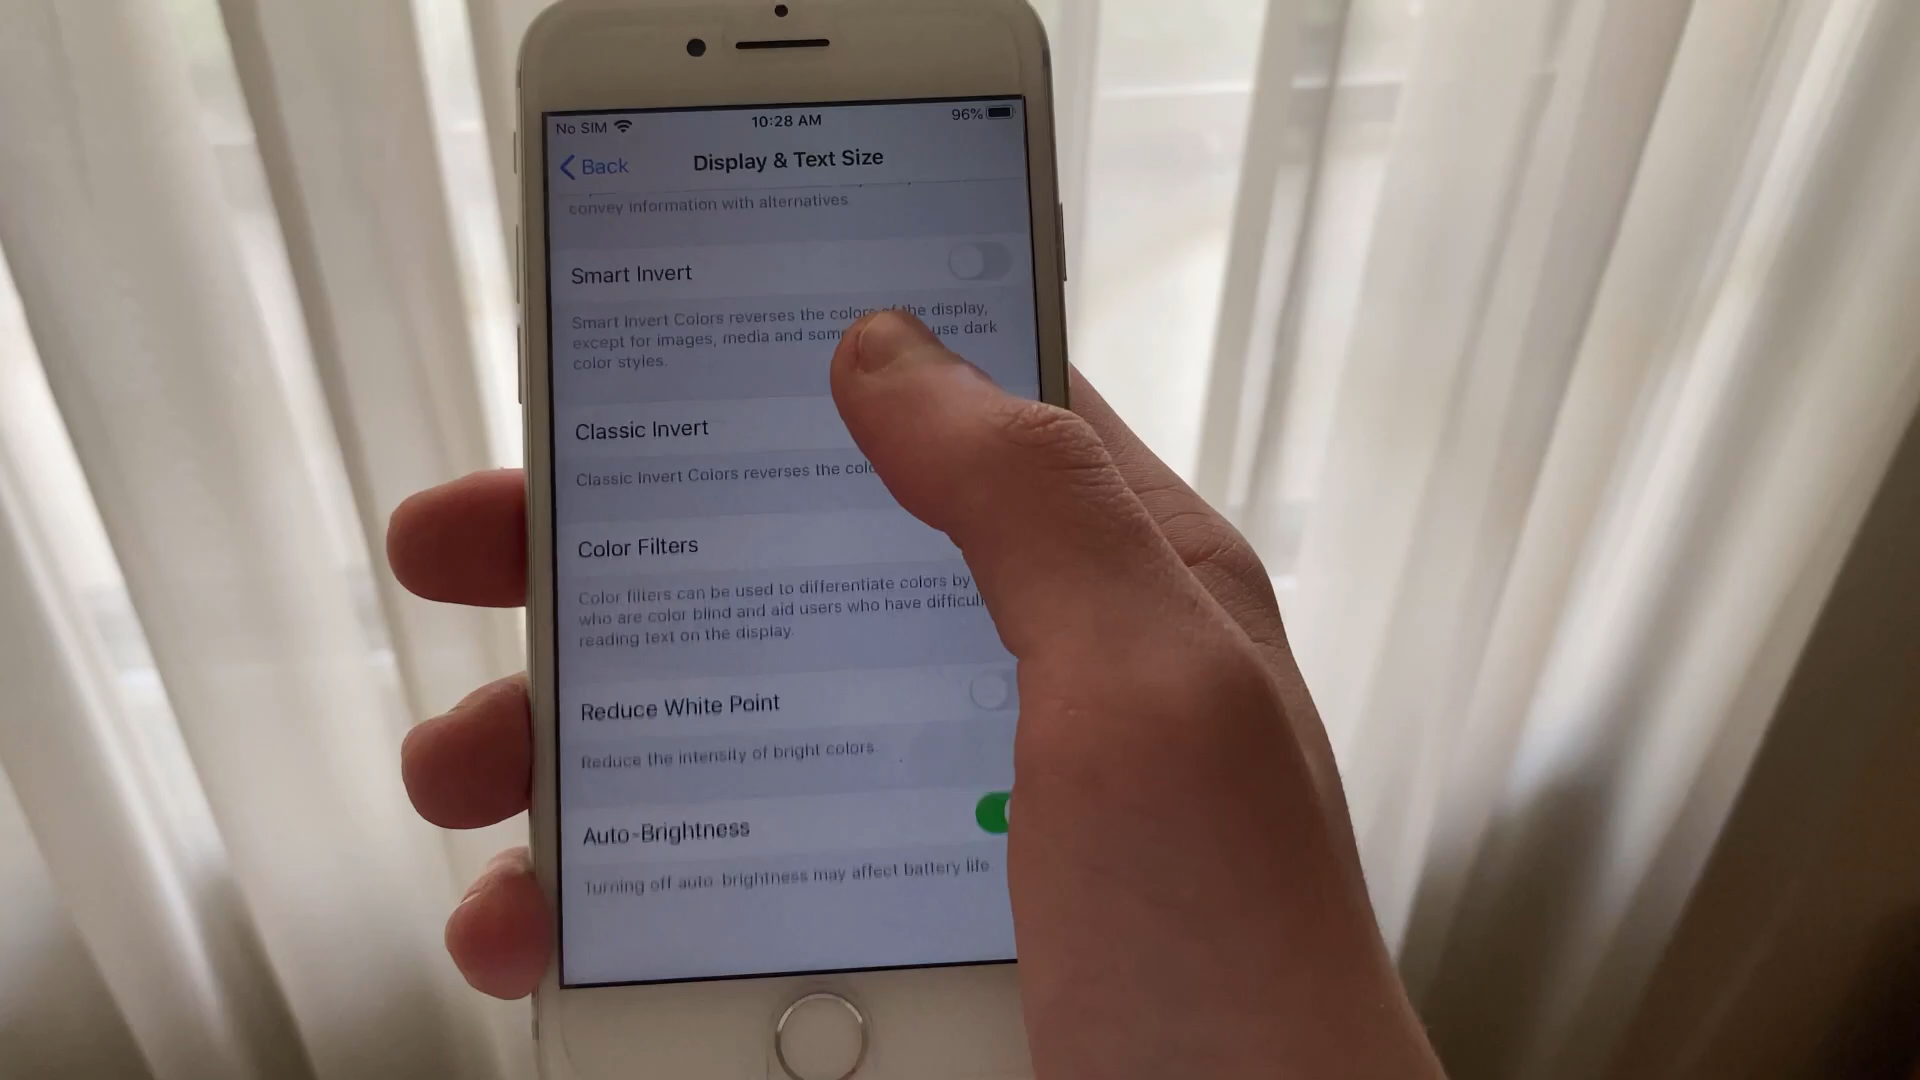 No SIM 10:28 AM 96%
Back Display & Text Size
convey information with alternatives.
Smart Invert
Smart Invert Colors reverses the colors of the display,
except for images, media and som use dark
color styles.
Classic Invert
Classic Invert Colors reverses the colo
Color Filters
Color filters can be used to differentiate colors by
who are color blind and aid users who have difficult
reading text on the display.
Reduce White Point
Reduce the intensity of bright colors.
Auto-Brightness
Turning off auto-brightness may affect battery life.